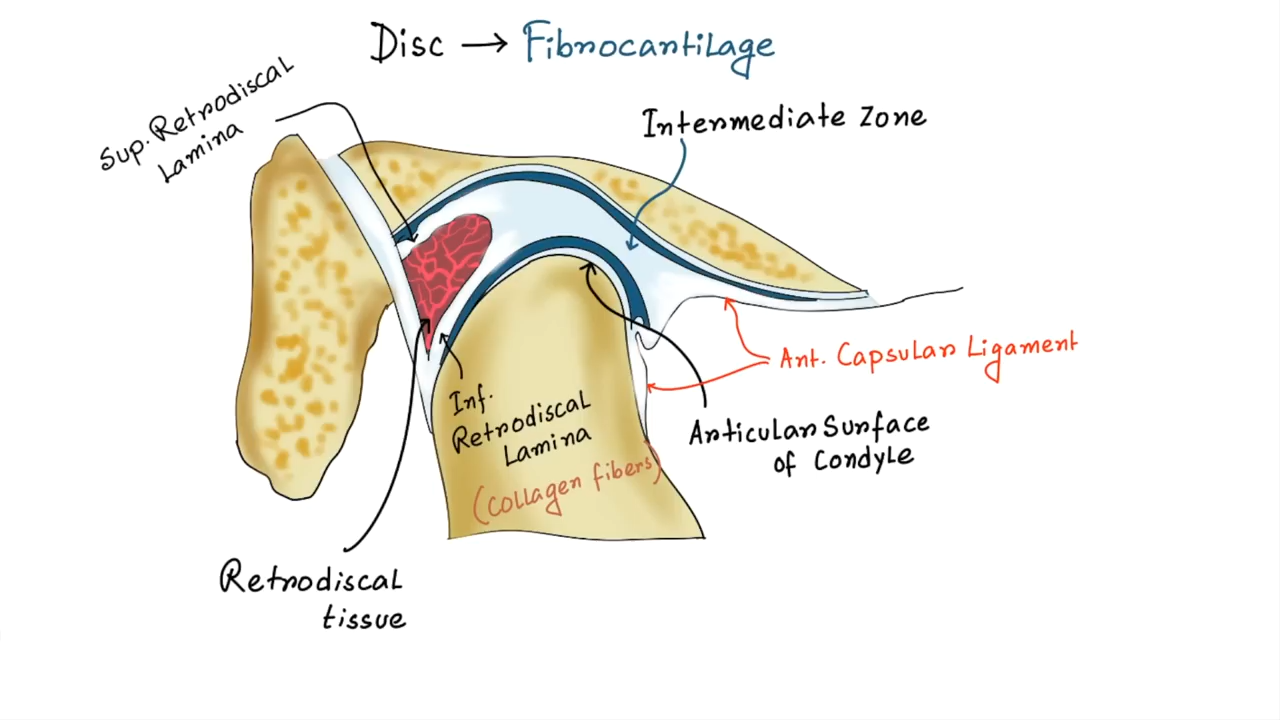 Disc → Fibrocartilage
Sup. Retrodiscal
Lamina
Intermediate Zone
Ant. Capsular Ligament
Inf.
Retrodiscal
Lamina
(Collagen fibers)
Articular Surface
of Condyle
Retrodiscal
tissue